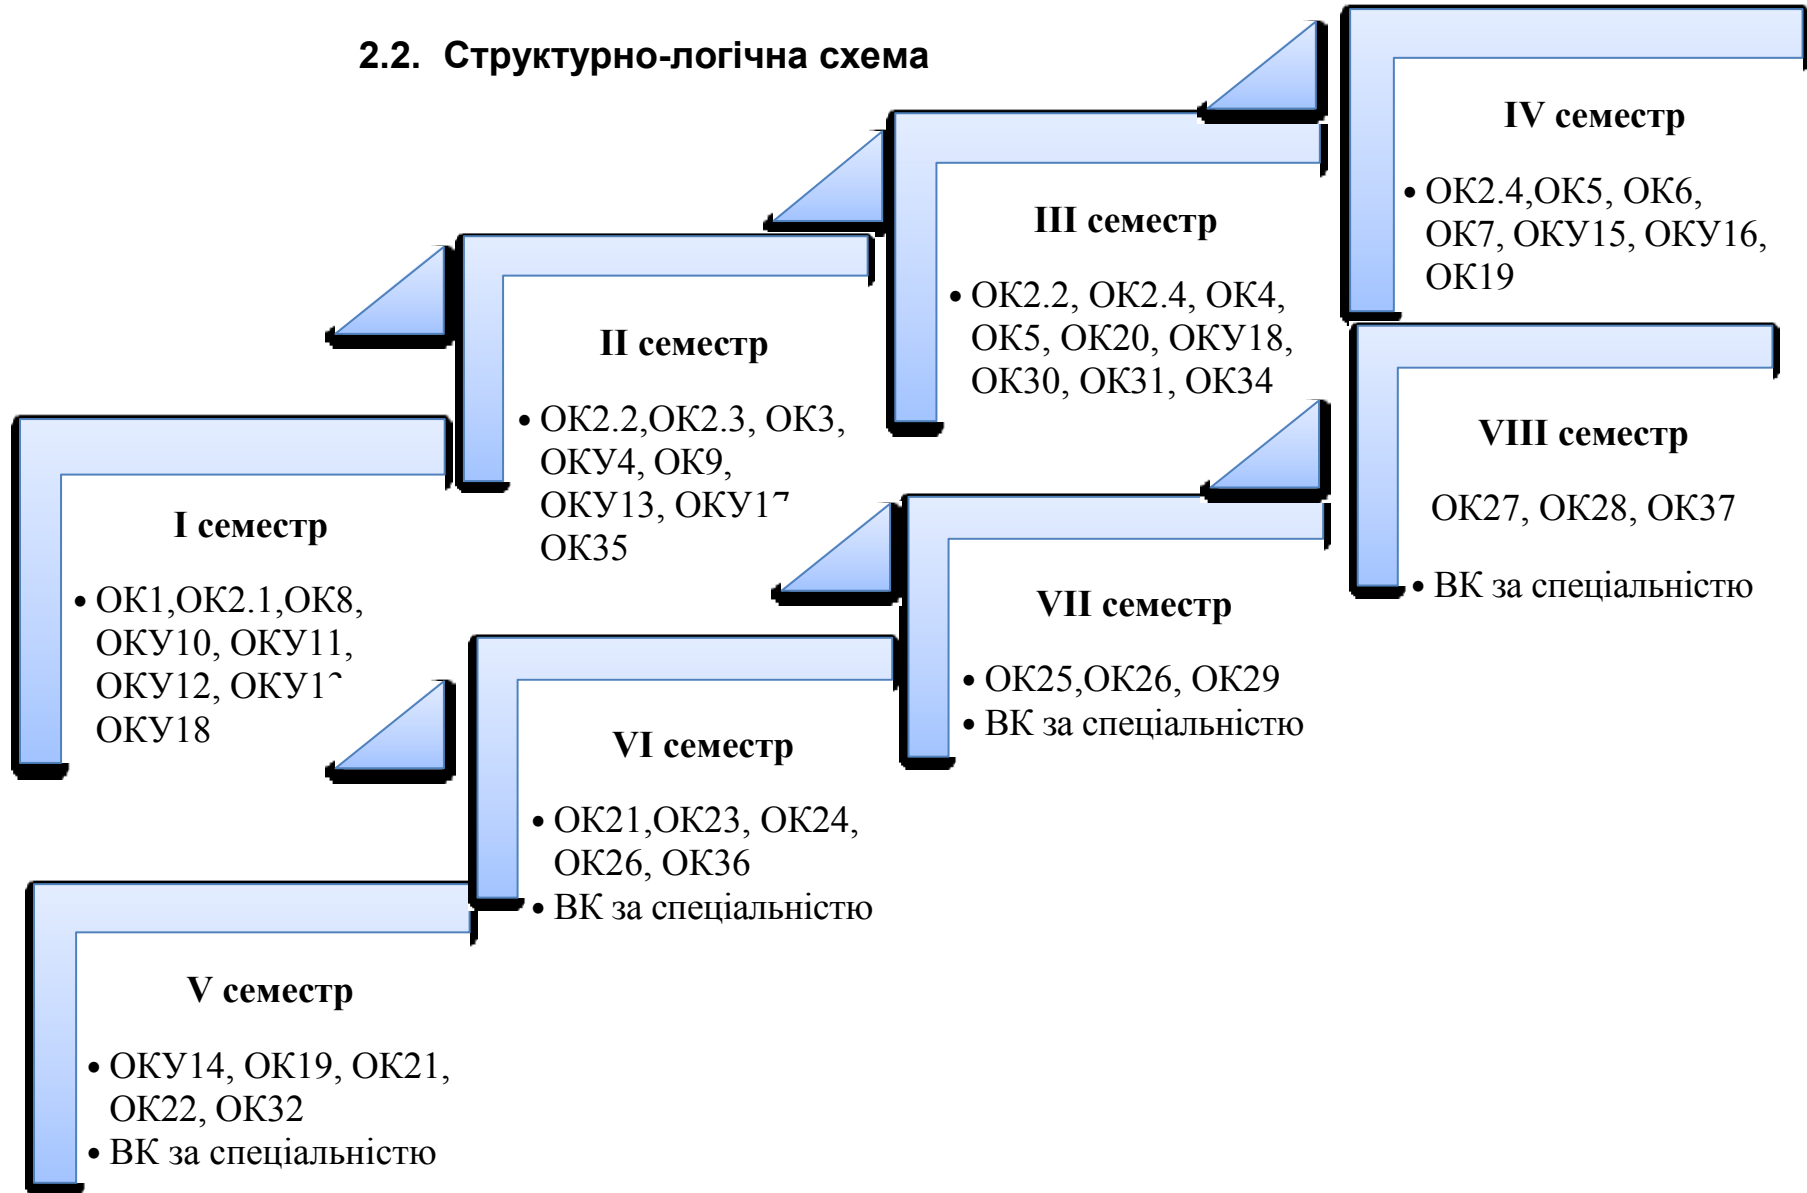 2.2. Структурно-логічна схема
I семестр
• ОК1,ОК2.1,ОК8,
ОКУ10, ОКУ11,
ОКУ12,
ОКУ18
II семестр
• ОК2.2,ОК2.3, ОК3,
ОКУ4, ОК9,
ОКУ13, ОКУ17
ОК35
III семестр
• ОК2.2, ОК2.4, ОК4,
ОК5, ОК20, ОКУ18,
ОК30, ОК31, ОК34
IV семестр
• ОК2.4,ОК5, ОК6,
ОК7, ОКУ15, ОКУ16,
ОК19
V семестр
• ОКУ14, ОК19, ОК21,
ОК22, ОК32
• ВК за спеціальністю
VI семестр
• ОК21,ОК23, ОК24,
ОК26, ОК36
• ВК за спеціальністю
VII семестр
• ОК25,ОК26, ОК29
• ВК за спеціальністю
VIII семестр
ОК27, ОК28, ОК37
• ВК за спеціальністю